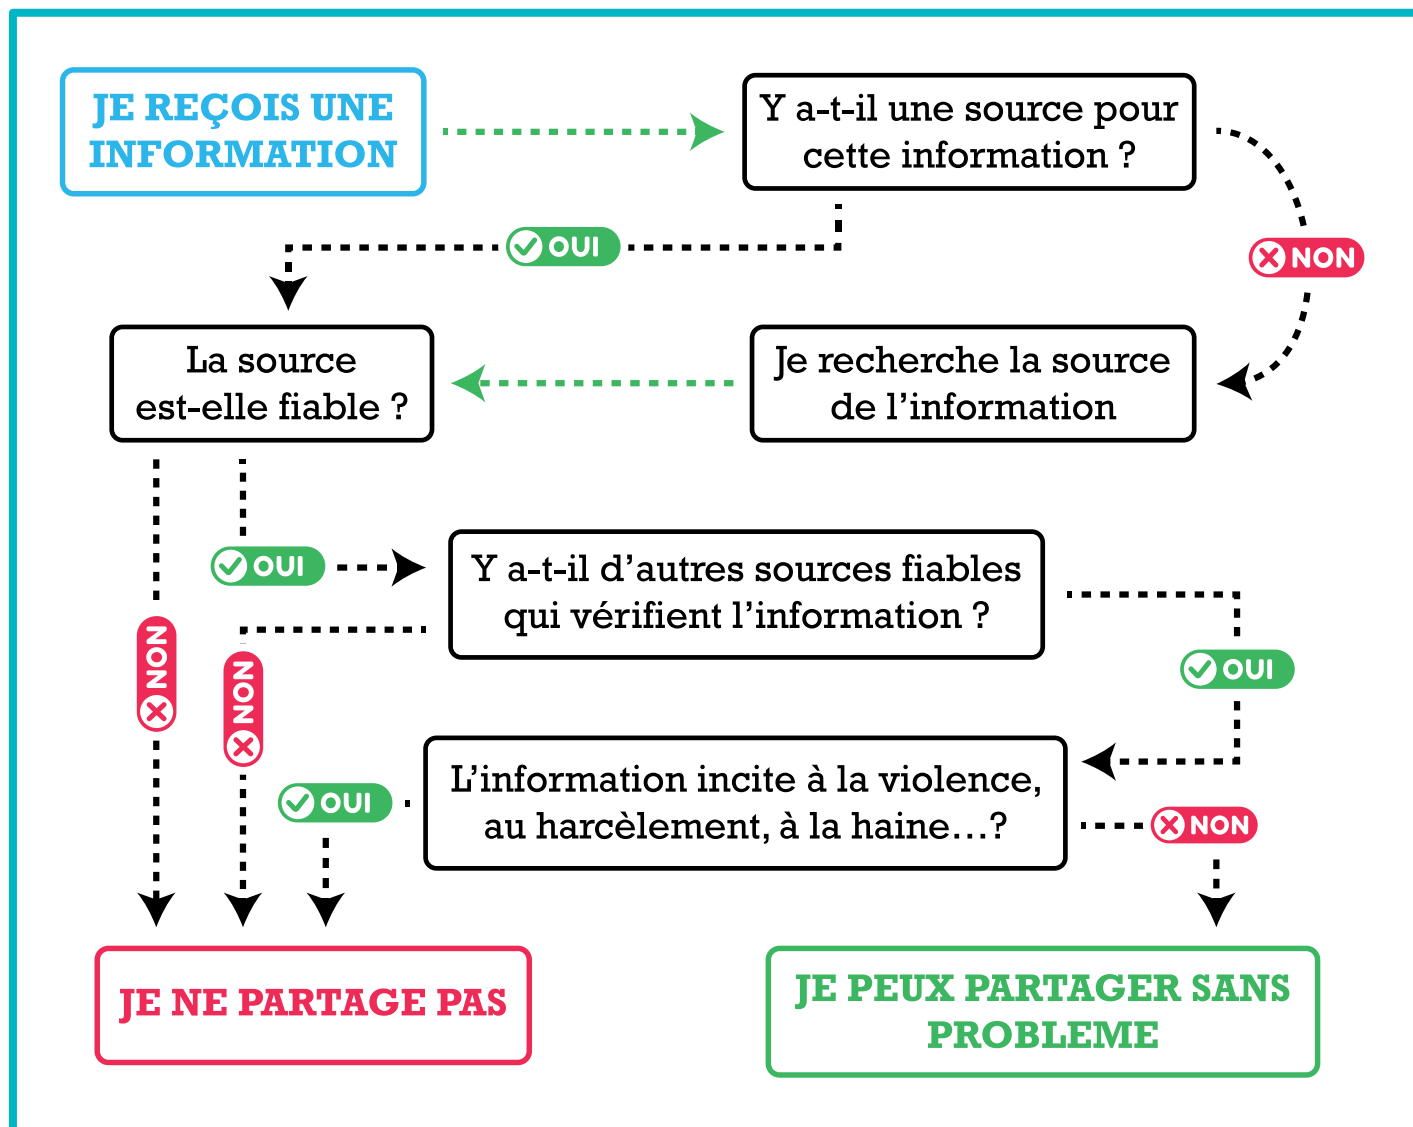 JE REÇOIS UNE
INFORMATION
Y a-t-il une source pour
cette information ?
OUI
NON
La source
est-elle fiable ?
Je recherche la source
de l’information
OUI
Y a-t-il d’autres sources fiables
qui vérifient l’information ?
NON
NON
OUI
L’information incite à la violence,
au harcèlement, à la haine…?
OUI
NON
JE NE PARTAGE PAS
JE PEUX PARTAGER SANS
PROBLEME